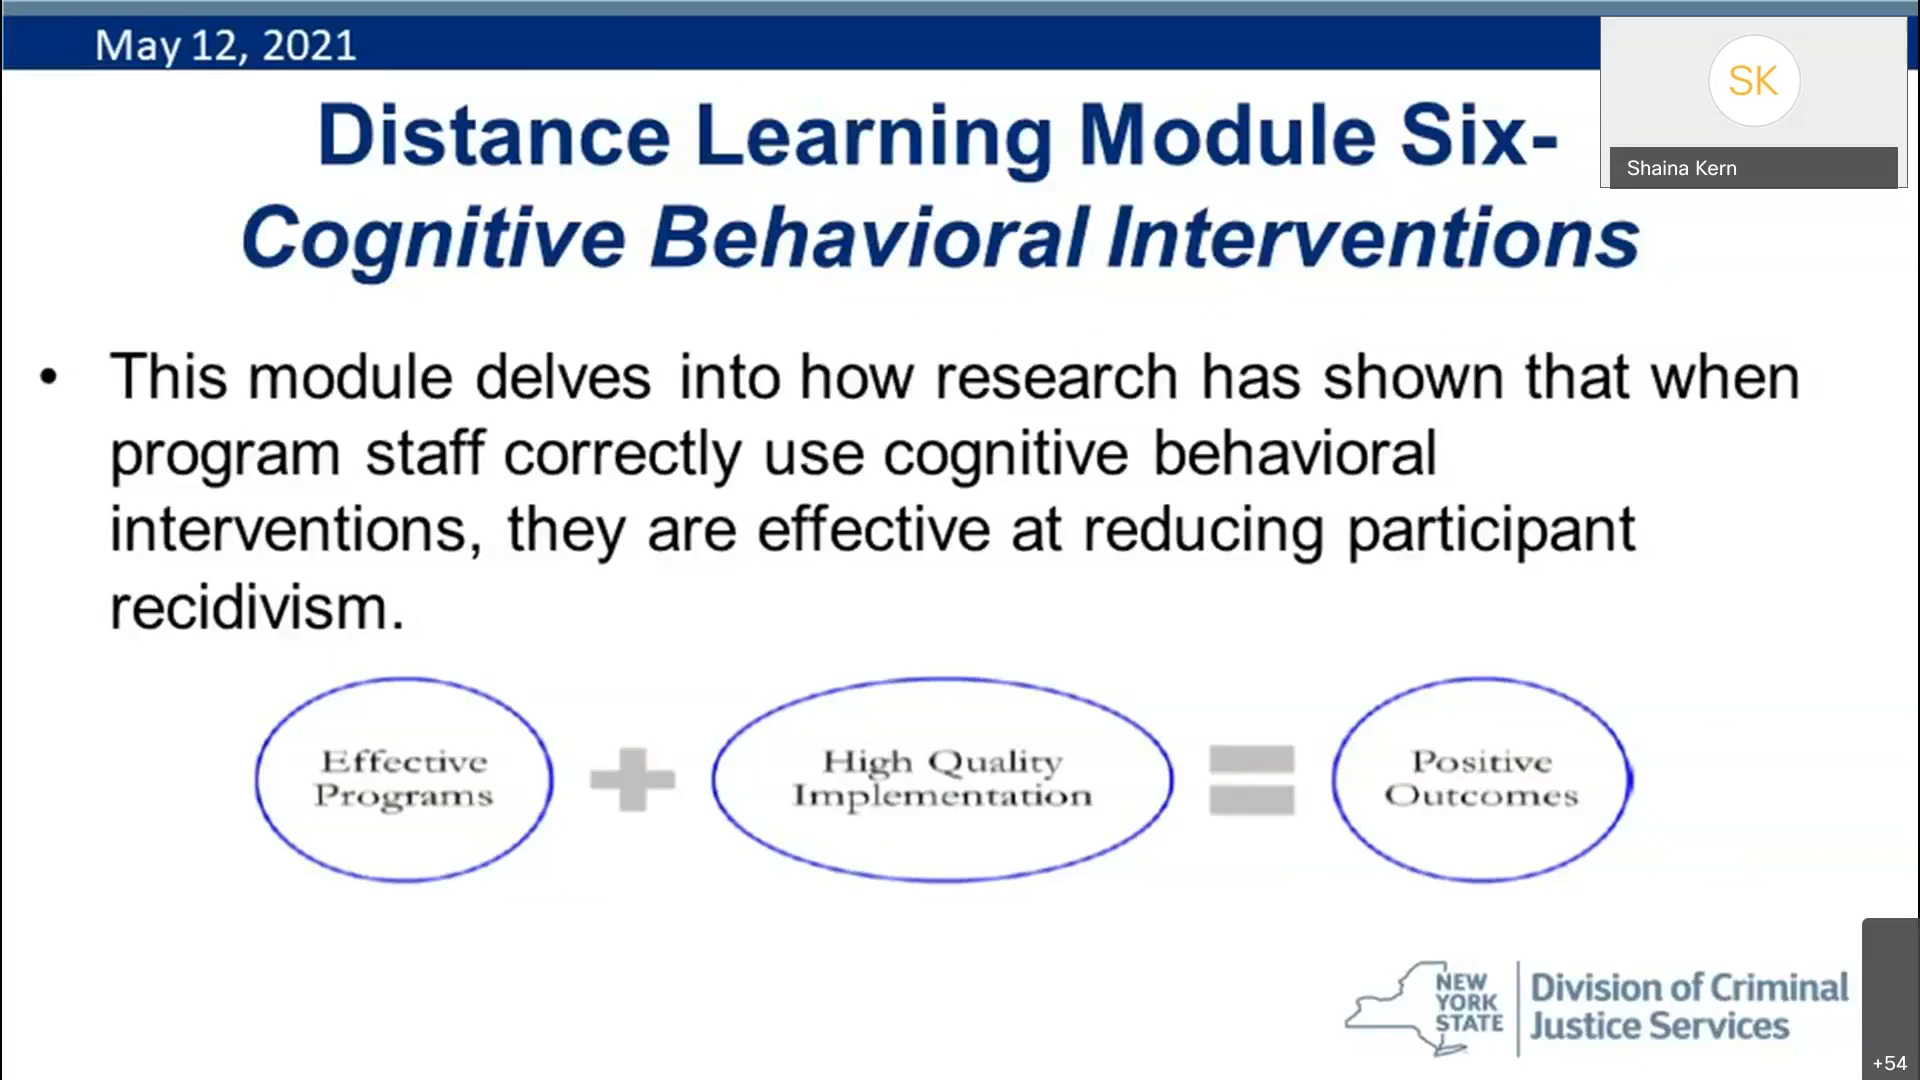 May 12, 2021
SK
Shaina Kern
Distance Learning Module Six-
Cognitive Behavioral Interventions
• This module delves into how research has shown that when
program staff correctly use cognitive behavioral
interventions, they are effective at reducing participant
recidivism.
Effective
Programs
High Quality
Implementation
Positive
Outcomes
NEW
YORK
STATE
Division of Criminal
Justice Services
+54